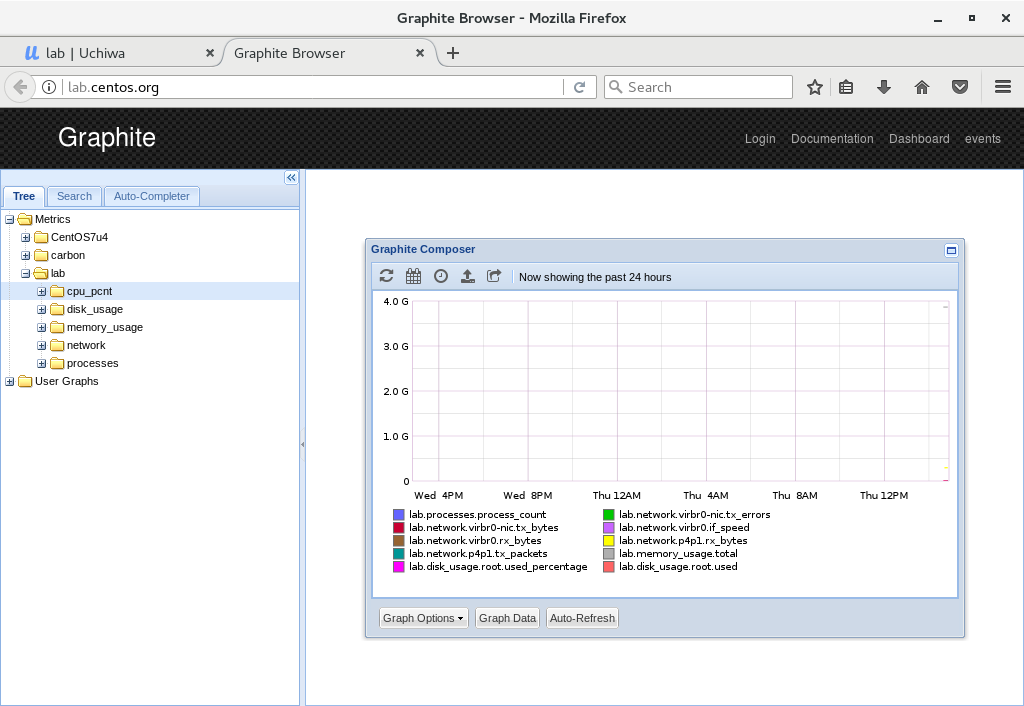 Graphite Browser - Mozilla Firefox
lab | Uchiwa
Graphite Browser
lab.centos.org
Search
Graphite
Login Documentation Dashboard events
Tree Search Auto-Completer
Metrics
CentOS7u4
carbon
lab
cpu_pcnt
disk_usage
memory_usage
network
processes
User Graphs
Graphite Composer
Now showing the past 24 hours
4.0 G
3.0 G
2.0 G
1.0 G
0
Wed 4PM Wed 8PM Thu 12AM Thu 4AM Thu 8AM Thu 12PM
lab.processes.process_count lab.network.virbr0-nic.tx_errors
lab.network.virbr0-nic.tx_bytes lab.network.virbr0.if_speed
lab.network.virbr0.rx_bytes lab.network.p4p1.rx_bytes
lab.network.p4p1.tx_packets lab.memory_usage.total
lab.disk_usage.root.used_percentage lab.disk_usage.root.used
Graph Options Graph Data Auto-Refresh